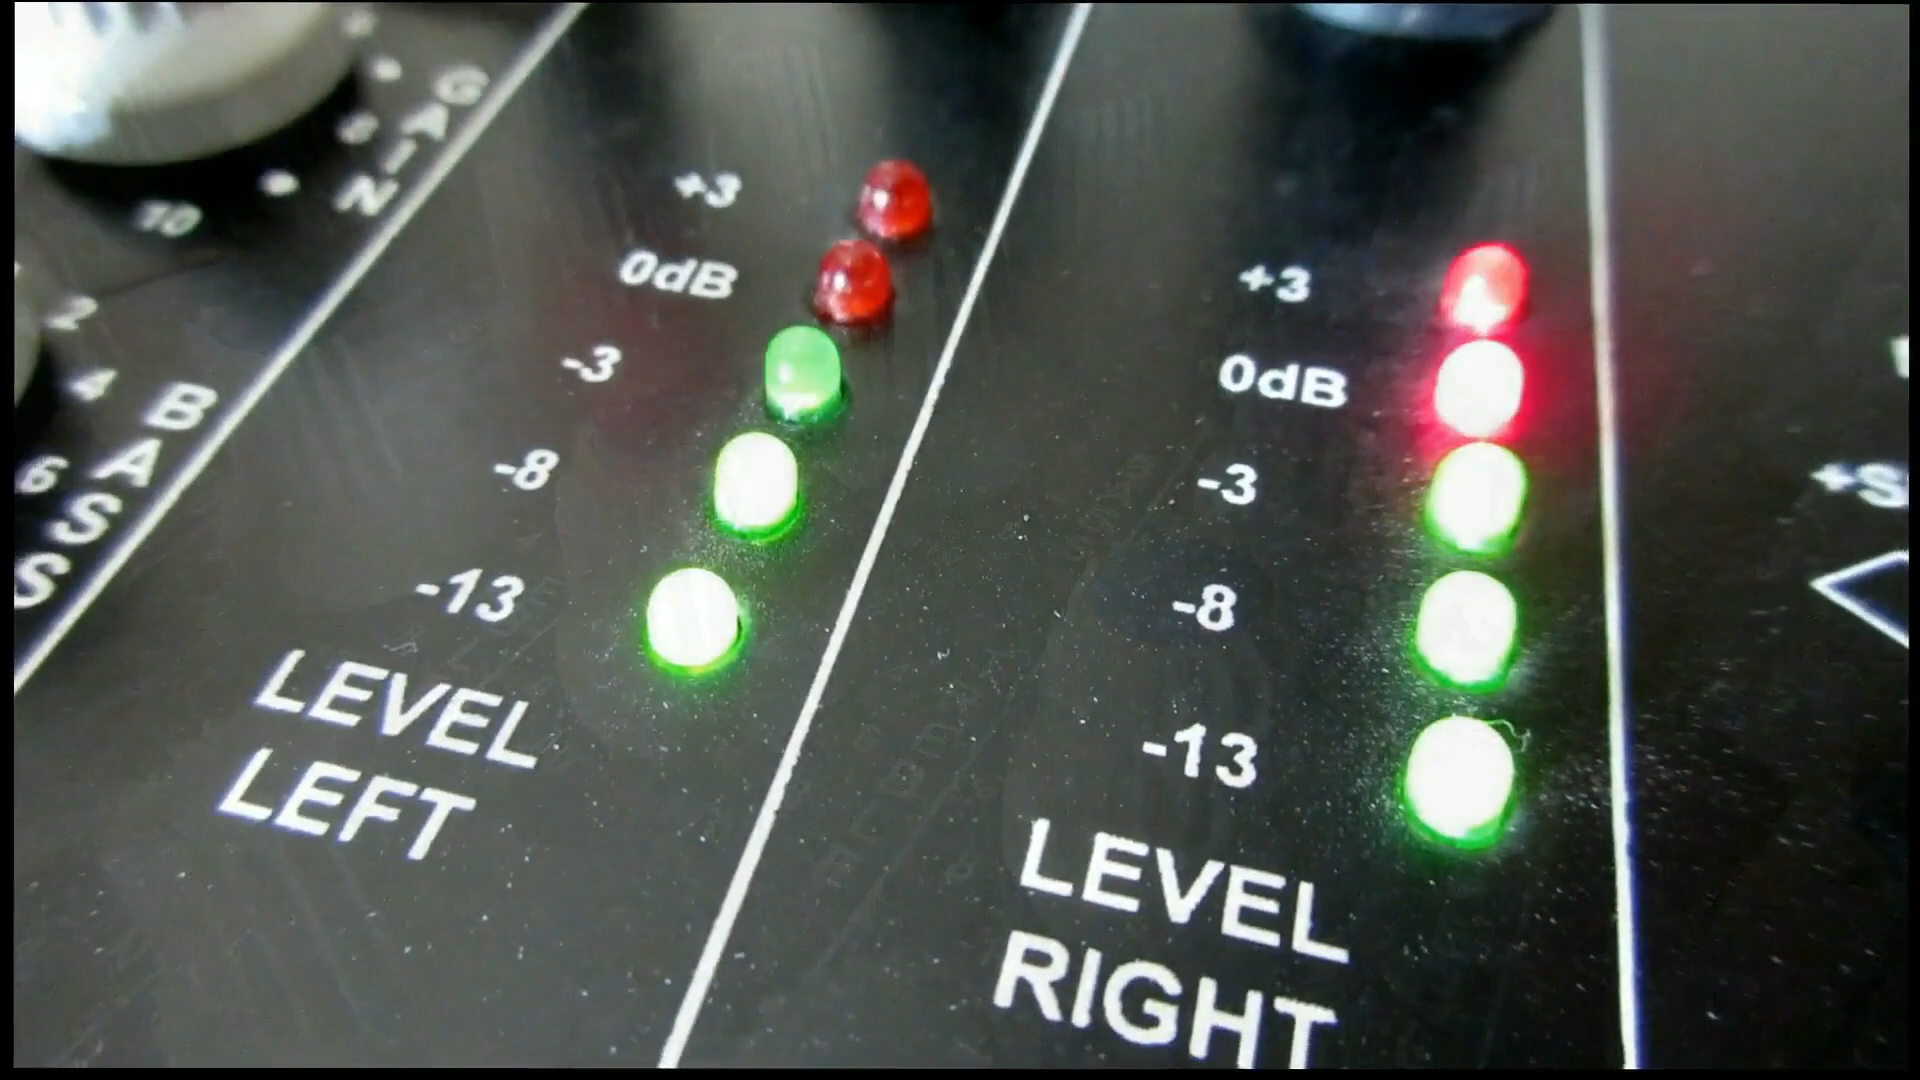 GAIN
10
2
4
6
BASS
+3
0dB
-3
-8
-13
LEVEL
LEFT
+3
0dB
-3
-8
-13
LEVEL
RIGHT